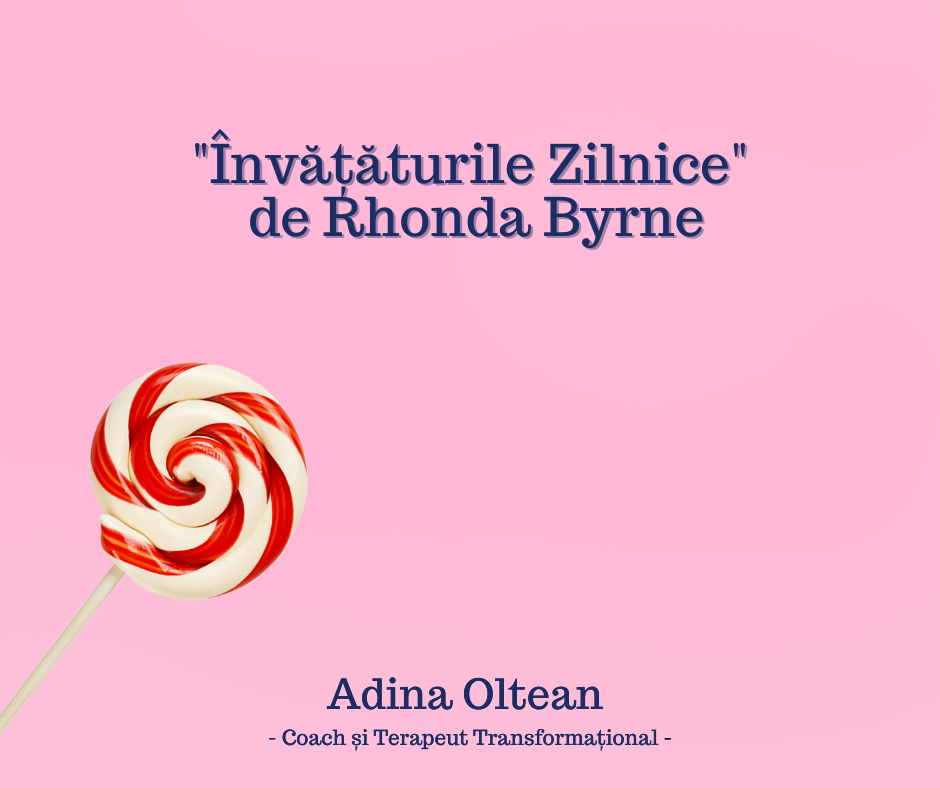 "Învățăturile Zilnice"
de Rhonda Byrne
Adina Oltean
- Coach și Terapeut Transformațional -